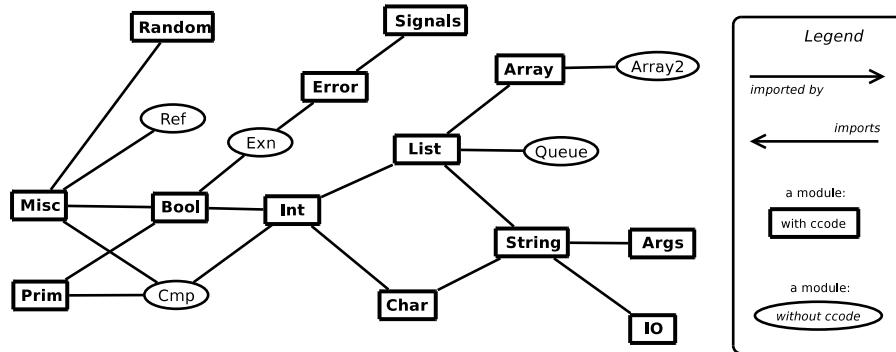 Signals
Random
Legend
Array
Array2
Error
imported by
Ref
Exn
imports
List
Queue
a module:
Misc
Bool
Int
with ccode
String
Args
a module:
Prim
Cmp
Char
without ccode
IO